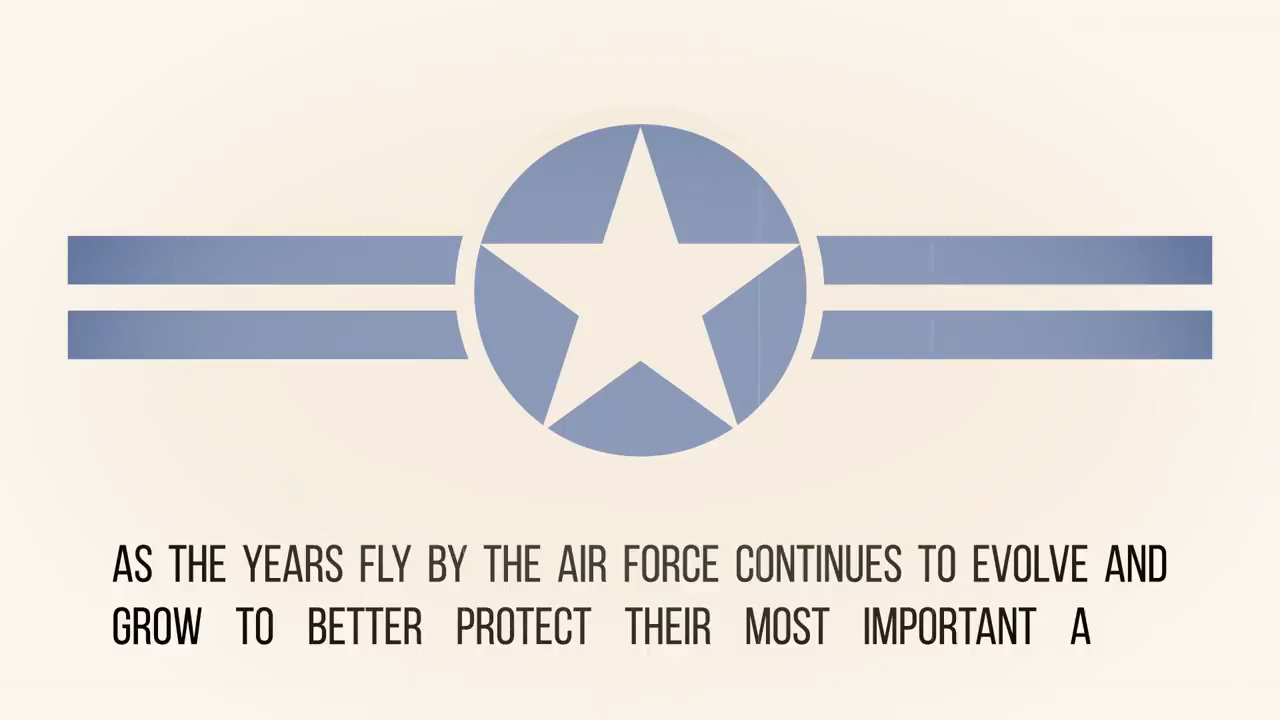 AS THE YEARS FLY BY THE AIR FORCE CONTINUES TO EVOLVE AND
GROW TO BETTER PROTECT THEIR MOST IMPORTANT A